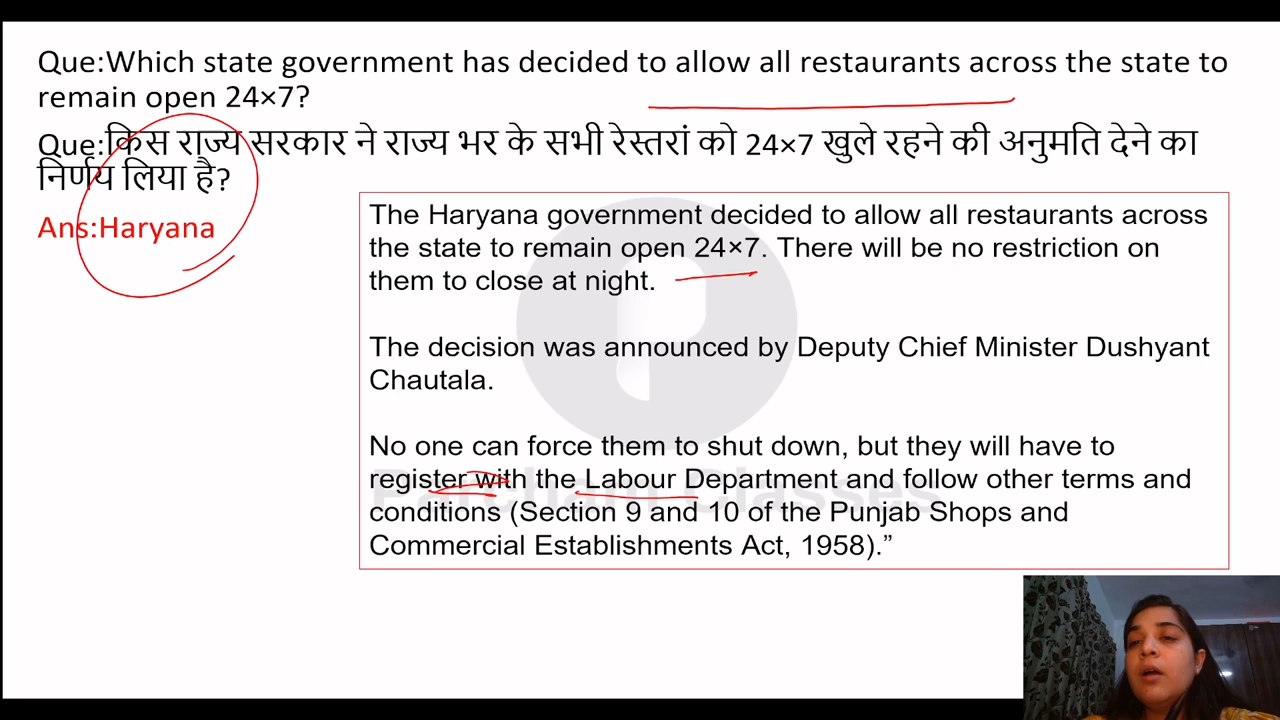 Que:Which state government has decided to allow all restaurants across the state to
remain open 24×7?
Que:किस राज्य सरकार ने राज्य भर के सभी रेस्तरां को 24×7 खुले रहने की अनुमति देने का
निर्णय लिया है?
Ans:Haryana
The Haryana government decided to allow all restaurants across
the state to remain open 24×7. There will be no restriction on
them to close at night.
The decision was announced by Deputy Chief Minister Dushyant
Chautala.
No one can force them to shut down, but they will have to
register with the Labour Department and follow other terms and
conditions (Section 9 and 10 of the Punjab Shops and
Commercial Establishments Act, 1958).”
Parcham Classes